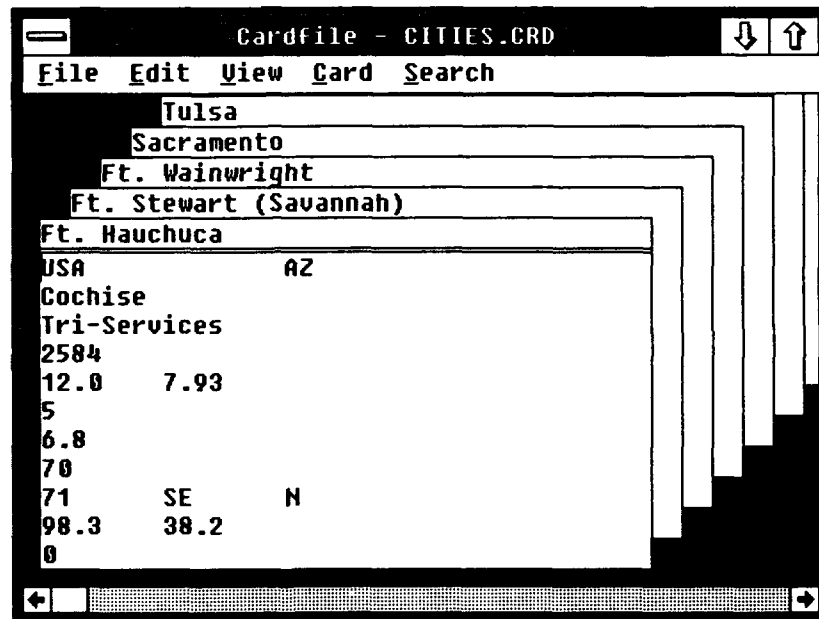 Cardfile - CITIES.CRD
File Edit View Card Search
Tulsa
Sacramento
Ft. Wainwright
Ft. Stewart (Savannah)
Ft. Hauchuca
USA AZ
Cochise
Tri-Services
2584
12.0 7.93
5
6.8
70
71 SE N
98.3 38.2
0